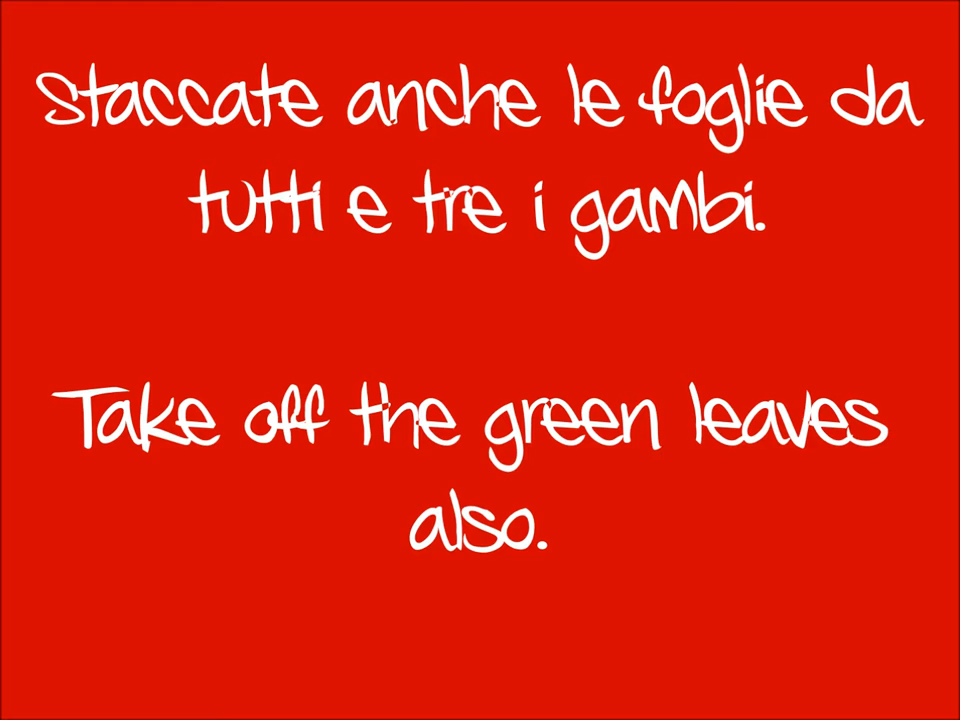 Staccate anche le foglie da
tutti e tre i gambi.
Take off the green leaves
also.